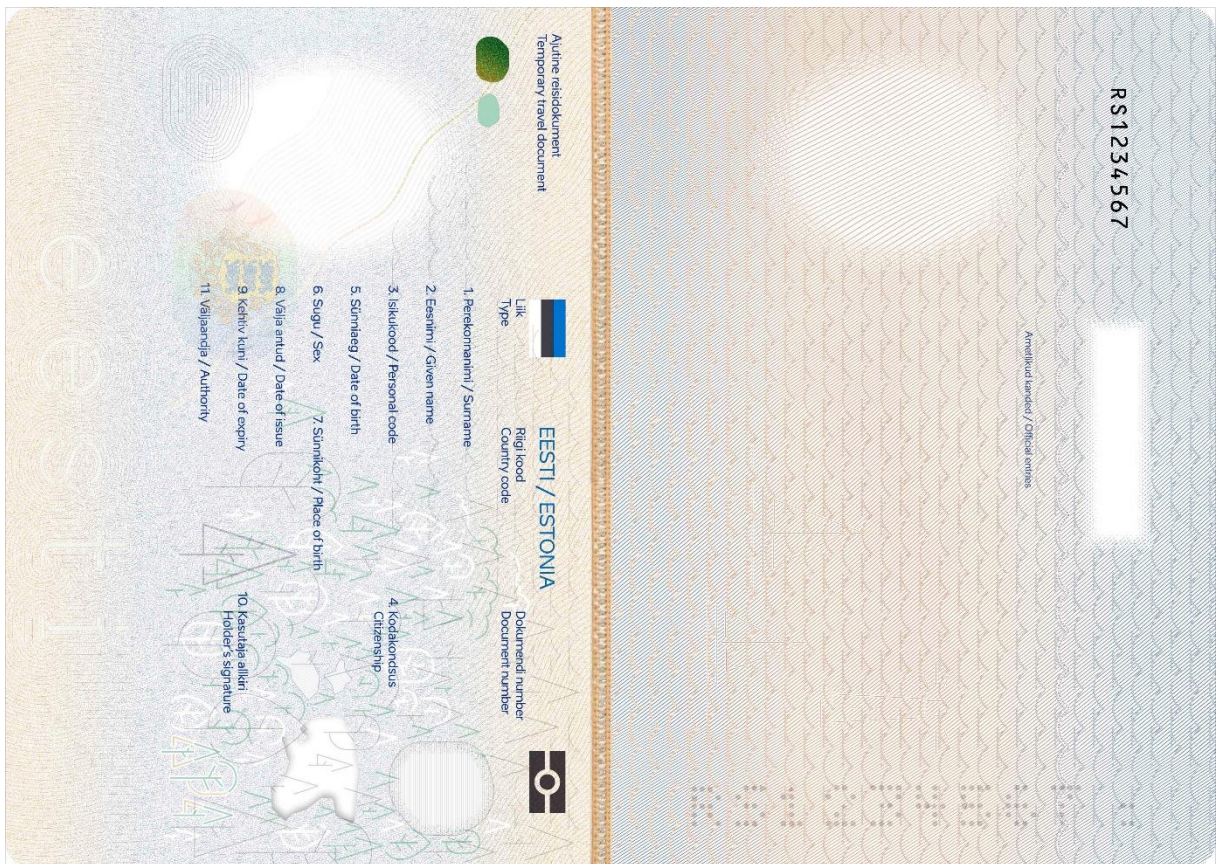 RS1234567
Ametlikud kanded / Official entries
RS1234567
Ajutine reisidokument
Temporary travel document
EESTI / ESTONIA
Liik
Type
Riigi kood
Country code
Dokumendi number
Document number
1. Perekonnanimi / Surname
2. Eesnimi / Given name
3. Isikukood / Personal code
4. Kodakondsus
Citizenship
5. Sünniaeg / Date of birth
6. Sugu / Sex
7. Sünnikoht / Place of birth
8. Välja antud / Date of issue
9. Kehtiv kuni / Date of expiry
10. Kasutaja allkiri
Holder's signature
11. Väljaandja / Authority
eesti